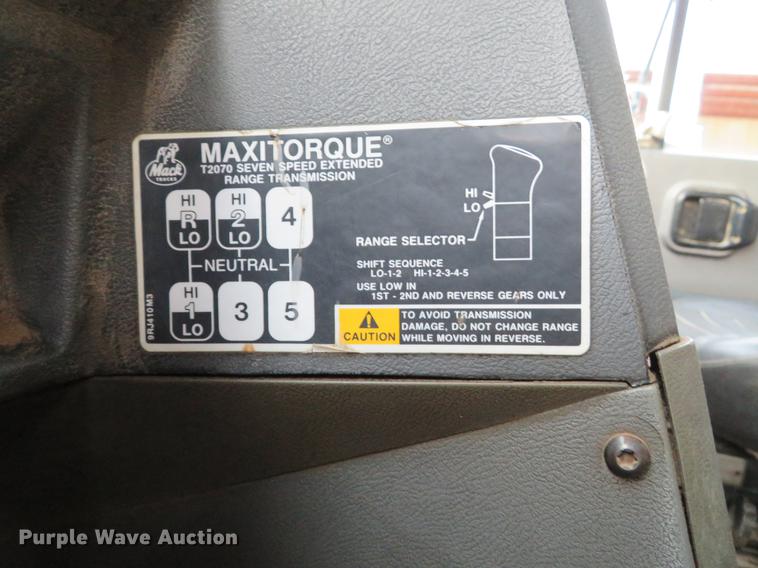 Mack
TRUCKS
MAXITORQUE®
T2070 SEVEN SPEED EXTENDED
RANGE TRANSMISSION
HI
R
LO
HI
2
LO
4
NEUTRAL
HI
1
LO
3
5
9RJ410M3
HI
LO
RANGE SELECTOR
SHIFT SEQUENCE
LO-1-2 HI-1-2-3-4-5
USE LOW IN
1ST - 2ND AND REVERSE GEARS ONLY
CAUTION
TO AVOID TRANSMISSION
DAMAGE, DO NOT CHANGE RANGE
WHILE MOVING IN REVERSE.
Purple Wave Auction